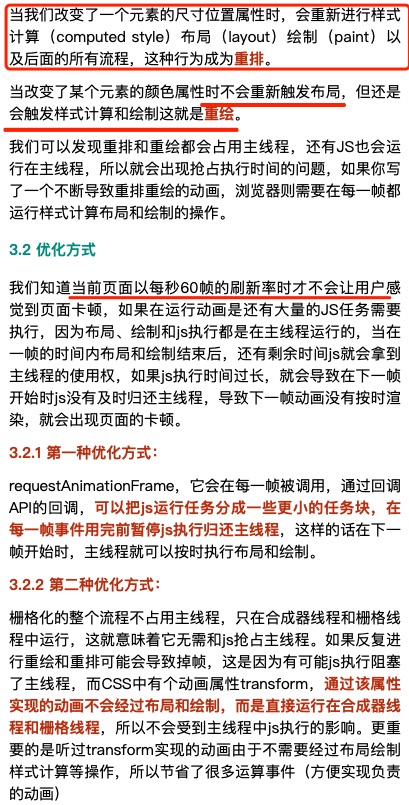 当我们改变了一个元素的尺寸位置属性时，会重新进行样式
计算（computed style）布局（layout）绘制（paint）以
及后面的所有流程，这种行为成为重排。
当改变了某个元素的颜色属性时不会重新触发布局，但还是
会触发样式计算和绘制这就是重绘。
我们可以发现重排和重绘都会占用主线程，还有JS也会运
行在主线程，所以就会出现抢占执行时间的问题，如果你写
了一个不断导致重排重绘的动画，浏览器则需要在每一帧都
运行样式计算布局和绘制的操作。
3.2 优化方式
我们知道当前页面以每秒60帧的刷新率时才不会让用户感
觉到页面卡顿，如果在运行动画是还有大量的JS任务需要
执行，因为布局、绘制和js执行都是在主线程运行的，当在
一帧的时间内布局和绘制结束后，还有剩余时间js就会拿到
主线程的使用权，如果js执行时间过长，就会导致在下一帧
开始时js没有及时归还主线程，导致下一帧动画没有按时渲
染，就会出现页面的卡顿。
3.2.1 第一种优化方式：
requestAnimationFrame，它会在每一帧被调用，通过回调
API的回调，可以把js运行任务分成一些更小的任务块，在
每一帧事件用完前暂停js执行归还主线程，这样的话在下一
帧开始时，主线程就可以按时执行布局和绘制。
3.2.2 第二种优化方式：
栅格化的整个流程不占用主线程，只在合成器线程和栅格线
程中运行，这就意味着它无需和js抢占主线程。如果反复进
行重绘和重排可能会导致掉帧，这是因为有可能js执行阻塞
了主线程，而CSS中有个动画属性transform，通过该属性
实现的动画不会经过布局和绘制，而是直接运行在合成器线
程和栅格线程，所以不会受到主线程中js执行的影响。更重
要的是听过transform实现的动画由于不需要经过布局绘制
样式计算等操作，所以节省了很多运算事件（方便实现负责
的动画）